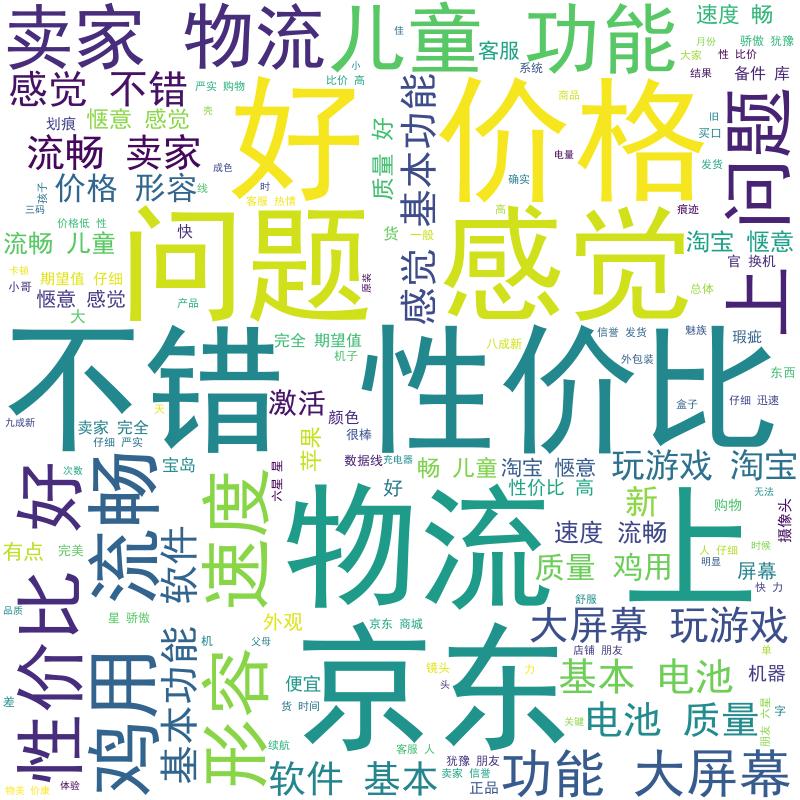 卖家 物流
儿童 功能
客服
速度 畅
月份
骄傲 犹豫
佳
小
系统
大家
性 比价
结果
备件 库
感觉 不错
严实 购物
比价 高
商品
划痕
惬意 感觉
壳
好
价格
基本功能
质量 好
问题
旧
买口
流畅 卖家
成色
电量
发货
价格 形容
线
时
确实
孩子
客服 热情
高
痕迹
价格低 性
快
货
一般
流畅 儿童
问题
感觉
淘宝 惬意
卡顿
小哥
期望值 仔细
惬意 感觉
产品
原装
感觉
总体
官 换机
上
大
不错
性价比
完全 期望值
机子
八成新
信誉 发货
外包装
魅族
瑕疵
东西
九成新
卖家 完全
仔细 严实
天
激活
颜色
很棒
盒子
仔细 迅速
好
次数
流畅
宝岛
苹果
六星 星
数据线
充电器
畅 儿童
淘宝 惬意
玩游戏 淘宝
速度
好
性价比 高
新
购物
无法
摄像头
物流
上
速度 流畅
有点
完美
软件
人 仔细
明显
时候
质量 鸡用
屏幕
快 力
性价比
品质
星 骄傲
舒服
外观
京东 商城
大屏幕 玩游戏
鸡用
基本功能
机
形容
父母
京东
店铺 朋友
单
镜头
力
头
基本 电池
机器
便宜
差
货 时间
关键
电池 质量
朋友 六星
字
续航
客服 人
犹豫 朋友
物美 价廉
体验
软件 基本
卖家 信誉
正品
功能 大屏幕